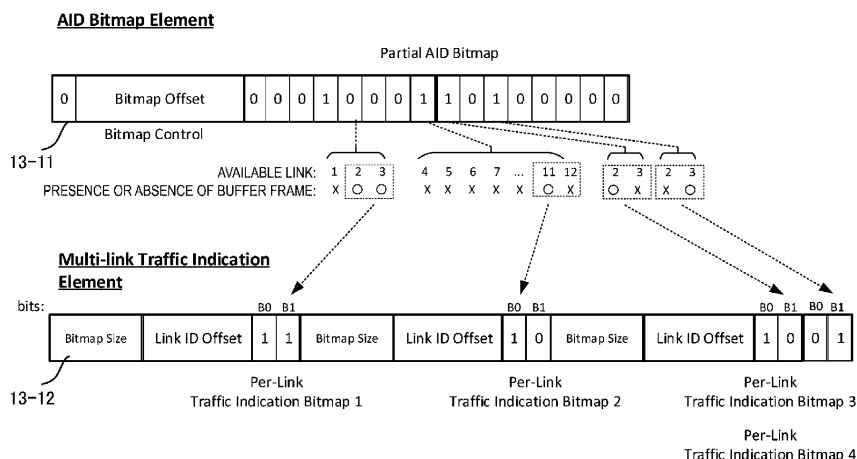 AID Bitmap Element
Partial AID Bitmap
0 Bitmap Offset 0 0 0 1 0 0 0 1 1 0 1 0 0 0 0 0
Bitmap Control
13-11
AVAILABLE LINK: 1 2 3 4 5 6 7 ... 11 12 2 3 2 3
PRESENCE OR ABSENCE OF BUFFER FRAME: X O O X X X X X O X O X X O
Multi-link Traffic Indication
Element
bits: B0 B1 B0 B1 B0 B1 B0 B1
Bitmap Size Link ID Offset 1 1 Bitmap Size Link ID Offset 1 0 Bitmap Size Link ID Offset 1 0 0 1
13-12
Per-Link
Traffic Indication Bitmap 1
Per-Link
Traffic Indication Bitmap 2
Per-Link
Traffic Indication Bitmap 3
Per-Link
Traffic Indication Bitmap 4